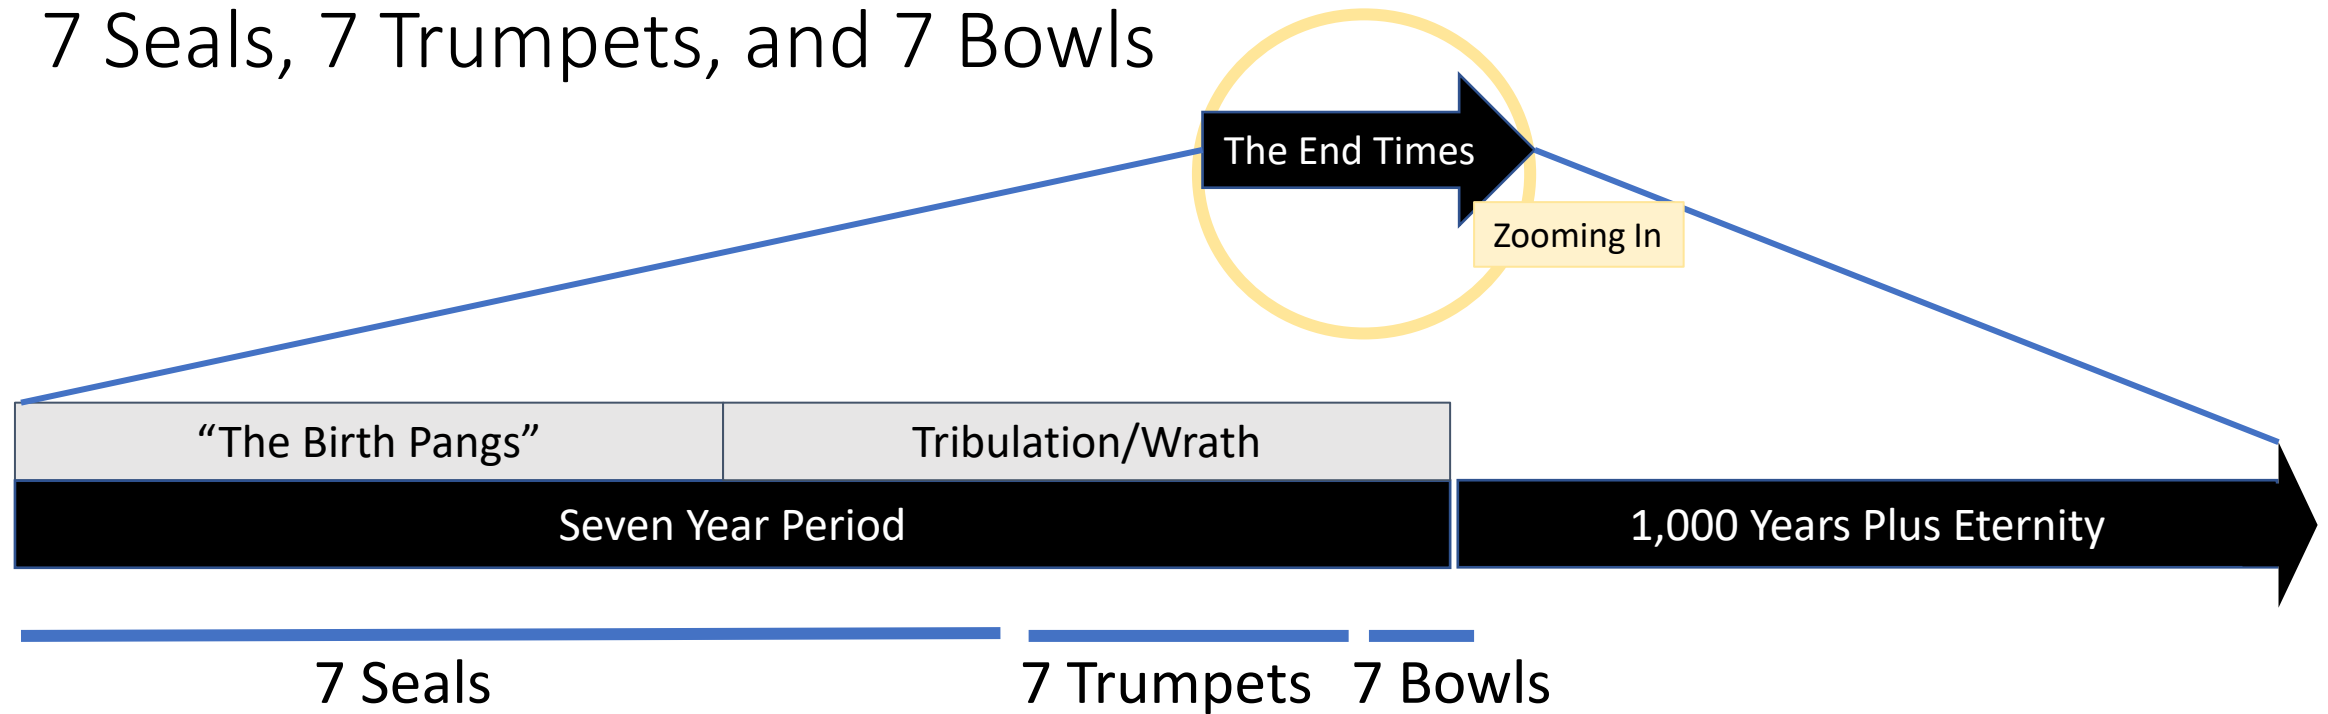 7 Seals, 7 Trumpets, and 7 Bowls
The End Times
Zooming In
“The Birth Pangs”
Tribulation/Wrath
Seven Year Period
1,000 Years Plus Eternity
7 Seals
7 Trumpets
7 Bowls